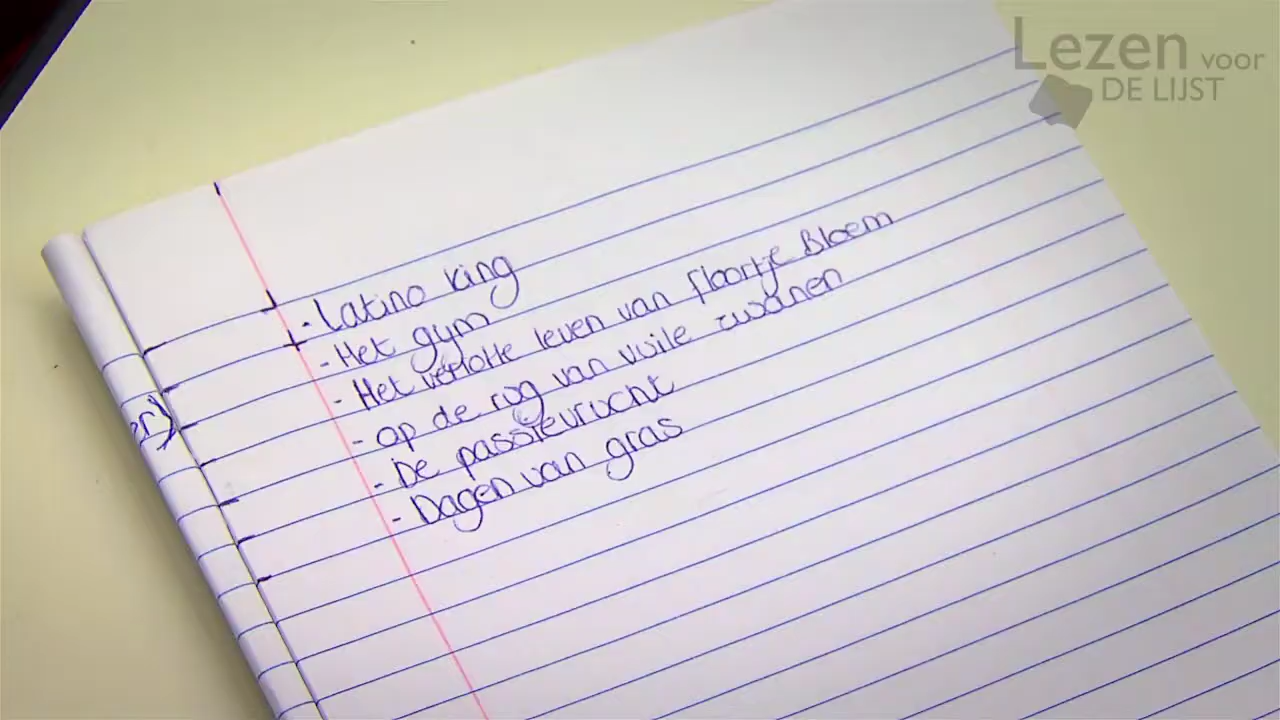 Lezen voor
DE LIJST
- Latino king
- Het gym
- Het verlotte leven van floortje Bloem
- op de rug van vuile zwanen
- De passievrucht
- Dagen van gras
er)